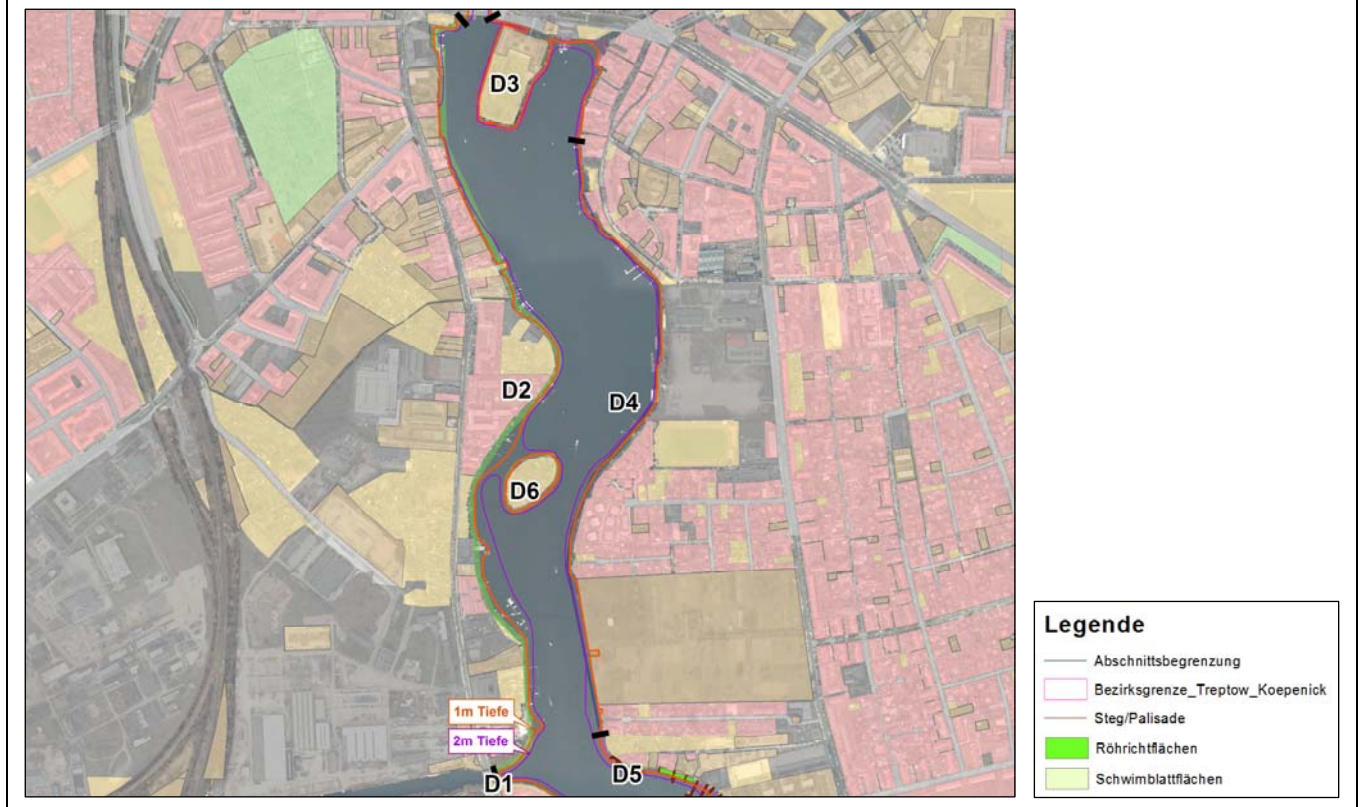 D3
D2
D4
D6
1m Tiefe
2m Tiefe
D1
D5
Legende
Abschnittsbegrenzung
Bezirksgrenze_Treptow_Koepenick
Steg/Palisade
Röhrichtflächen
Schwimblattflächen